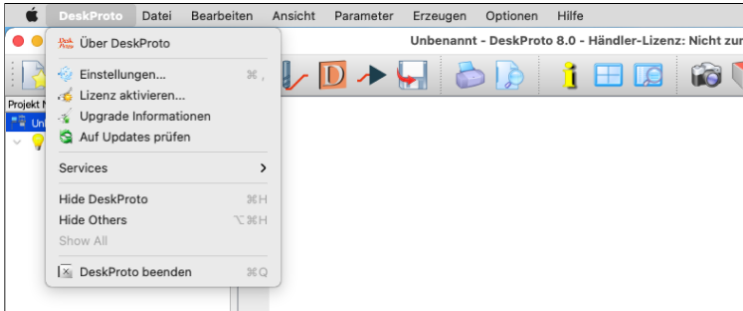 DeskProto Datei Bearbeiten Ansicht Parameter Erzeugen Optionen Hilfe
Unbenannt - DeskProto 8.0 - Händler-Lizenz: Nicht zur
Über DeskProto
Einstellungen... ⌘ ,
Lizenz aktivieren...
Upgrade Informationen
Auf Updates prüfen
Services
Hide DeskProto ⌘H
Hide Others ⌥⌘H
Show All
DeskProto beenden ⌘Q
Projekt